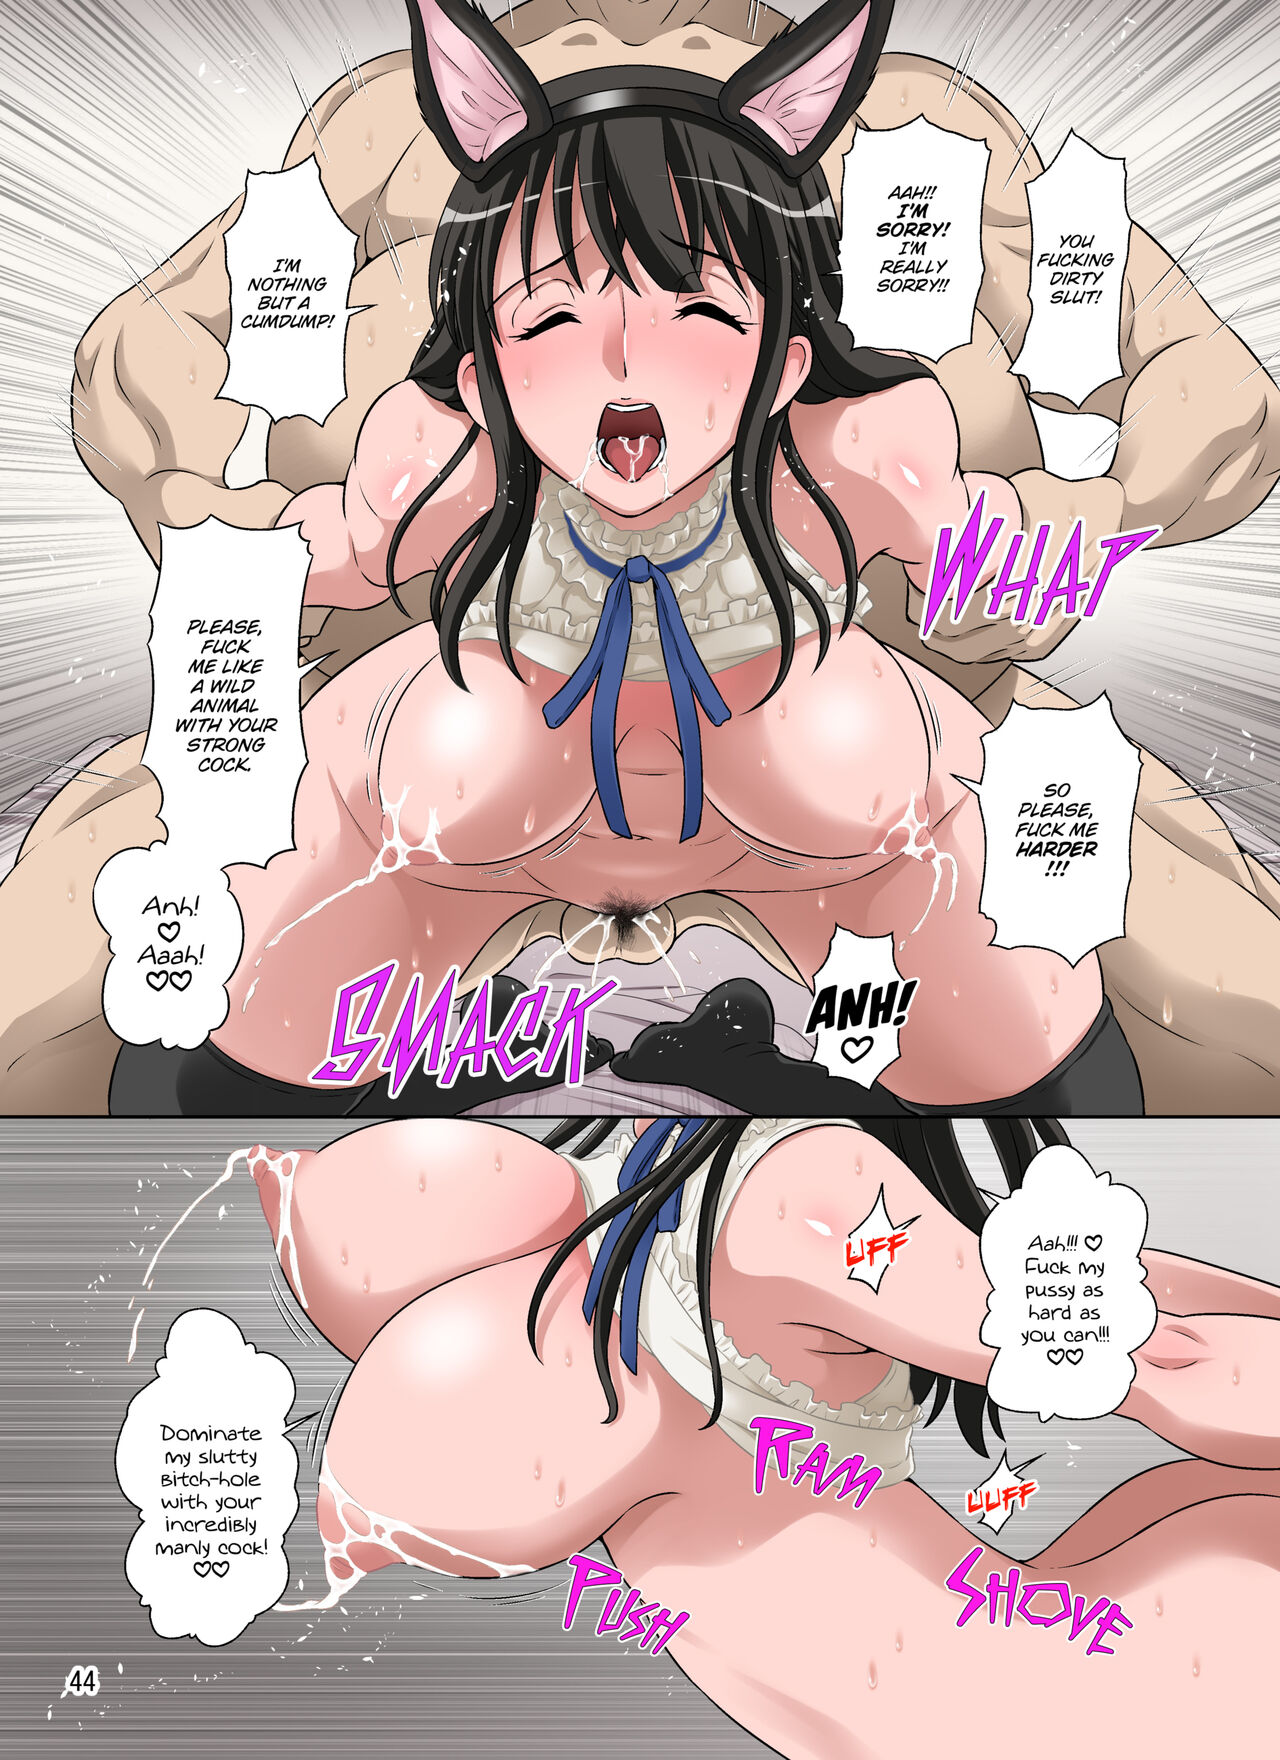 YOU
FUCKING
DIRTY
SLUT!
AAH!!
I'M
SORRY!
I'M
REALLY
SORRY!!
I'M
NOTHING
BUT A
CUMDUMP!
WHAP
PLEASE,
FUCK
ME LIKE
A WILD
ANIMAL
WITH YOUR
STRONG
COCK.
SO
PLEASE,
FUCK ME
HARDER
!!!
Anh!
♡
Aaah!
♡♡
SMACK
ANH!
♡
Aah!!! ♡
Fuck my
pussy as
hard as
you can!!!
♡♡
UFF
RAM
UUFF
Dominate
my slutty
Bitch-hole
with your
incredibly
manly cock!
♡♡
PUSH
SHOVE
44